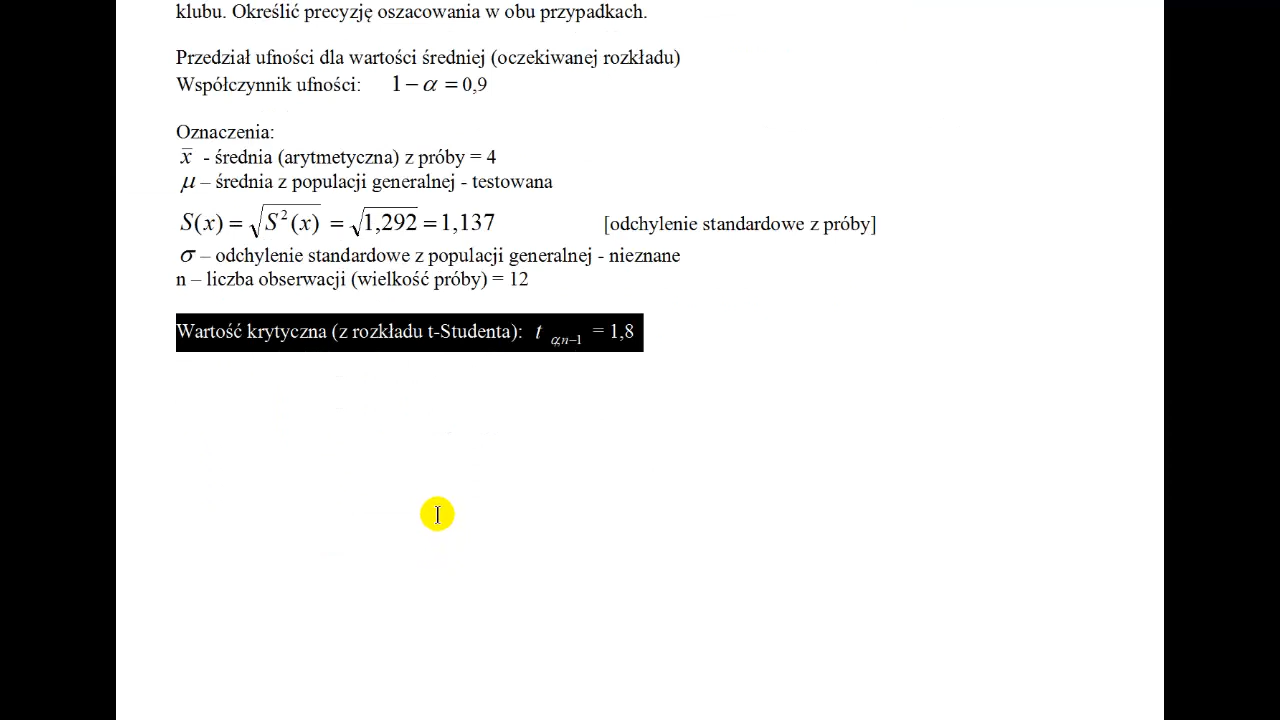 klubu. Określić precyzję oszacowania w obu przypadkach.
Przedział ufności dla wartości średniej (oczekiwanej rozkładu)
Współczynnik ufności: 1 − α = 0,9
Oznaczenia:
x̅ - średnia (arytmetyczna) z próby = 4
μ – średnia z populacji generalnej - testowana
S(x) = √S²(x) = √1,292 = 1,137 [odchylenie standardowe z próby]
σ – odchylenie standardowe z populacji generalnej - nieznane
n – liczba obserwacji (wielkość próby) = 12
Wartość krytyczna (z rozkładu t-Studenta): t α;n−1 = 1,8